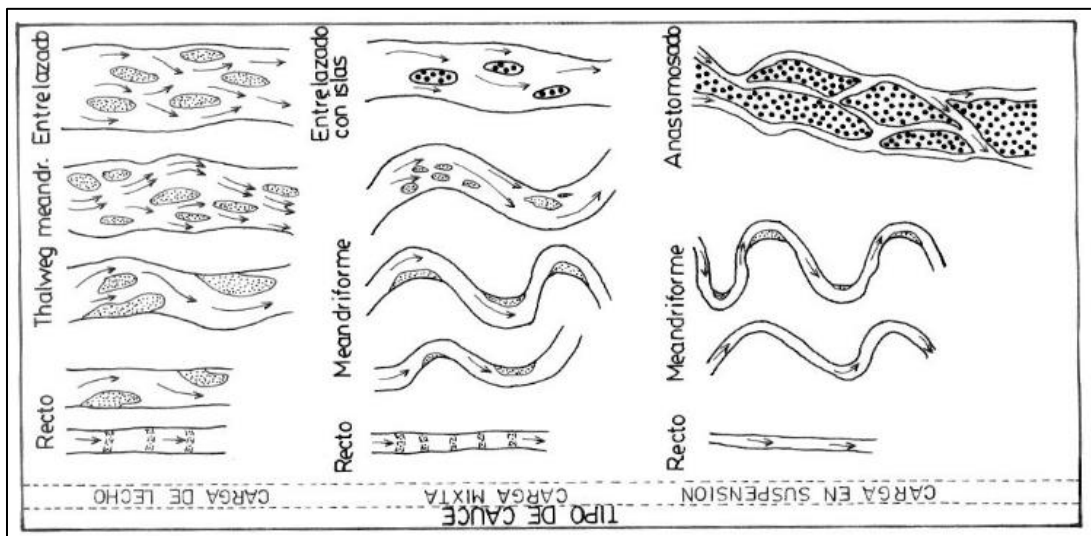 Entrelazado
Thalweg meandr.
Recto
Entrelazado
con islas
Meandriforme
Recto
Anastomosado
Meandriforme
Recto
CARGA DE LECHO
CARGA MIXTA
CARGA EN SUSPENSION
TIPO DE CAUCE